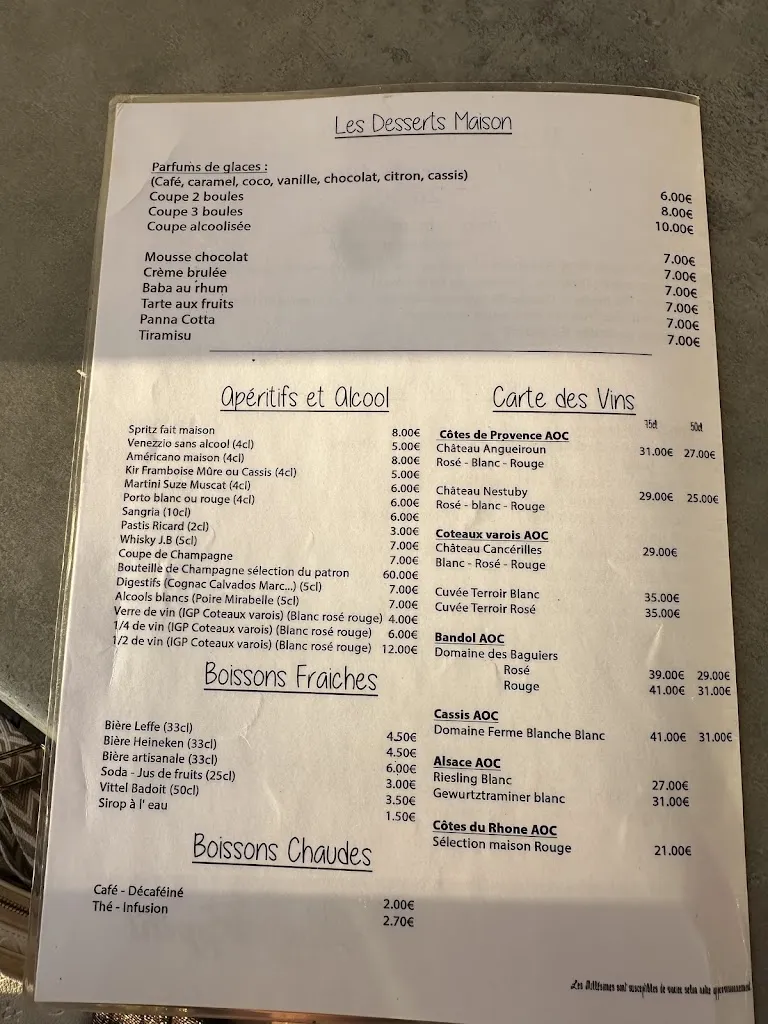 Les Desserts Maison
Parfums de glaces :
(Café, caramel, coco, vanille, chocolat, citron, cassis)
Coupe 2 boules 6.00€
Coupe 3 boules 8.00€
Coupe alcoolisée 10.00€
Mousse chocolat 7.00€
Crème brulée 7.00€
Baba au rhum 7.00€
Tarte aux fruits 7.00€
Panna Cotta 7.00€
Tiramisu 7.00€
Apéritifs et Alcool
Spritz fait maison 8.00€
Venezzio sans alcool (4cl) 5.00€
Américano maison (4cl) 8.00€
Kir Framboise Mûre ou Cassis (4cl) 5.00€
Martini Suze Muscat (4cl) 6.00€
Porto blanc ou rouge (4cl) 6.00€
Sangria (10cl) 6.00€
Pastis Ricard (2cl) 3.00€
Whisky J.B (5cl) 7.00€
Coupe de Champagne 7.00€
Bouteille de Champagne sélection du patron 60.00€
Digestifs (Cognac Calvados Marc...) (5cl) 7.00€
Alcools blancs (Poire Mirabelle (5cl) 7.00€
Verre de vin (IGP Coteaux varois) (Blanc rosé rouge) 4.00€
1/4 de vin (IGP Coteaux varois) (Blanc rosé rouge) 6.00€
1/2 de vin (IGP Coteaux varois) (Blanc rosé rouge) 12.00€
Boissons Fraiches
Bière Leffe (33cl) 4.50€
Bière Heineken (33cl) 4.50€
Bière artisanale (33cl) 6.00€
Soda - Jus de fruits (25cl) 3.00€
Vittel Badoit (50cl) 3.50€
Sirop à l' eau 1.50€
Boissons Chaudes
Café - Décaféiné 2.00€
Thé - Infusion 2.70€
Carte des Vins
75cl 50cl
Côtes de Provence AOC
Château Angueiroun 31.00€ 27.00€
Rosé - Blanc - Rouge
Château Nestuby 29.00€ 25.00€
Rosé - blanc - Rouge
Coteaux varois AOC
Château Cancérilles 29.00€
Blanc - Rosé - Rouge
Cuvée Terroir Blanc 35.00€
Cuvée Terroir Rosé 35.00€
Bandol AOC
Domaine des Baguiers
Rosé 39.00€ 29.00€
Rouge 41.00€ 31.00€
Cassis AOC
Domaine Ferme Blanche Blanc 41.00€ 31.00€
Alsace AOC
Riesling Blanc 27.00€
Gewurtztraminer blanc 31.00€
Côtes du Rhone AOC
Sélection maison Rouge 21.00€
Les Millésimes sont susceptibles de varier selon notre approvisionnement